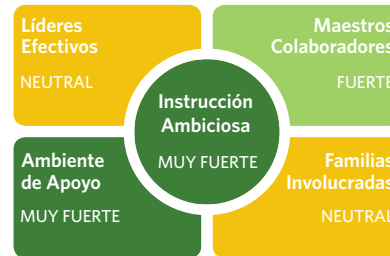 Líderes
Efectivos
NEUTRAL
Maestros
Colaboradores
FUERTE
Instrucción
Ambiciosa
MUY FUERTE
Ambiente
de Apoyo
MUY FUERTE
Familias
Involucradas
NEUTRAL